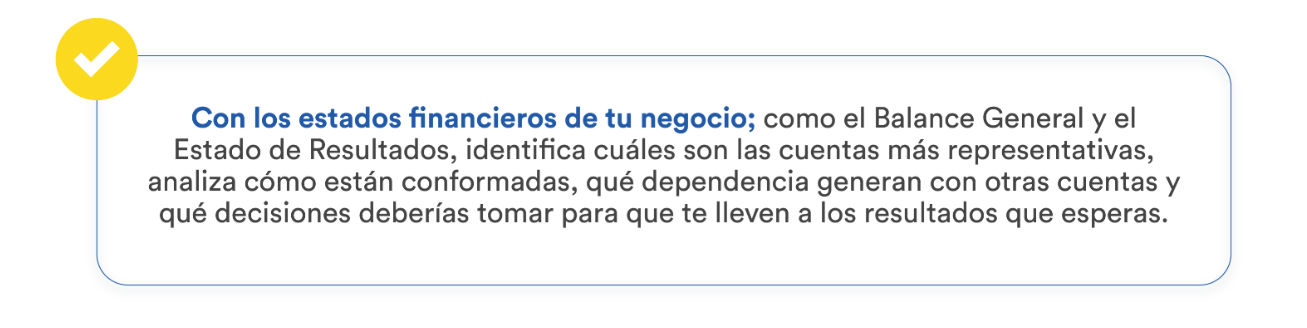 Con los estados financieros de tu negocio; como el Balance General y el
Estado de Resultados, identifica cuáles son las cuentas más representativas,
analiza cómo están conformadas, qué dependencia generan con otras cuentas y
qué decisiones deberías tomar para que te lleven a los resultados que esperas.